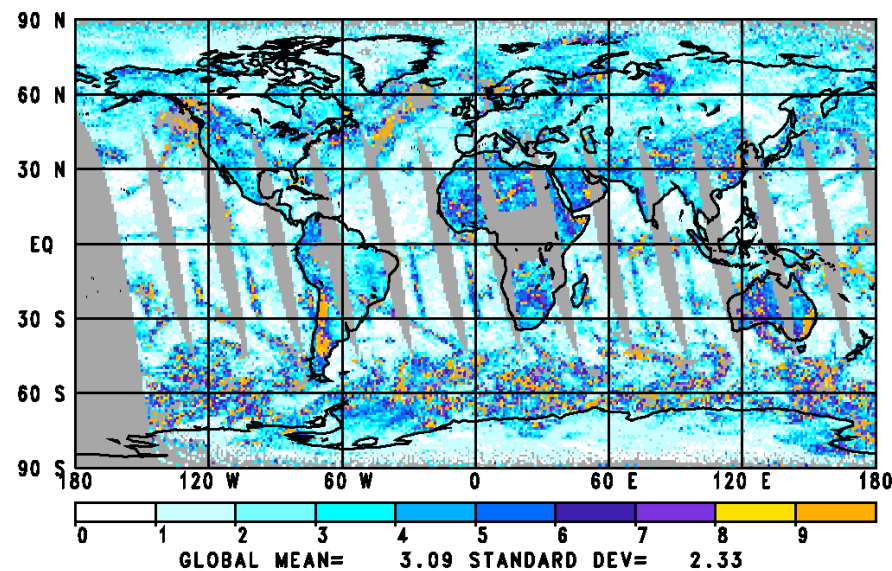 90 N
60 N
30 N
EQ
30 S
60 S
90 S
180 120 W 60 W 0 60 E 120 E 180
0 1 2 3 4 5 6 7 8 9
GLOBAL MEAN= 3.09 STANDARD DEV= 2.33